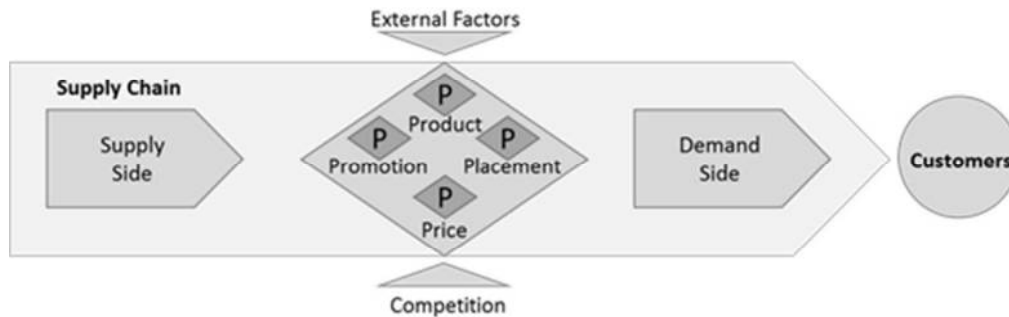 External Factors
Supply Chain
Supply
Side
P
Product
P
Promotion
P
Placement
P
Price
Demand
Side
Customers
Competition